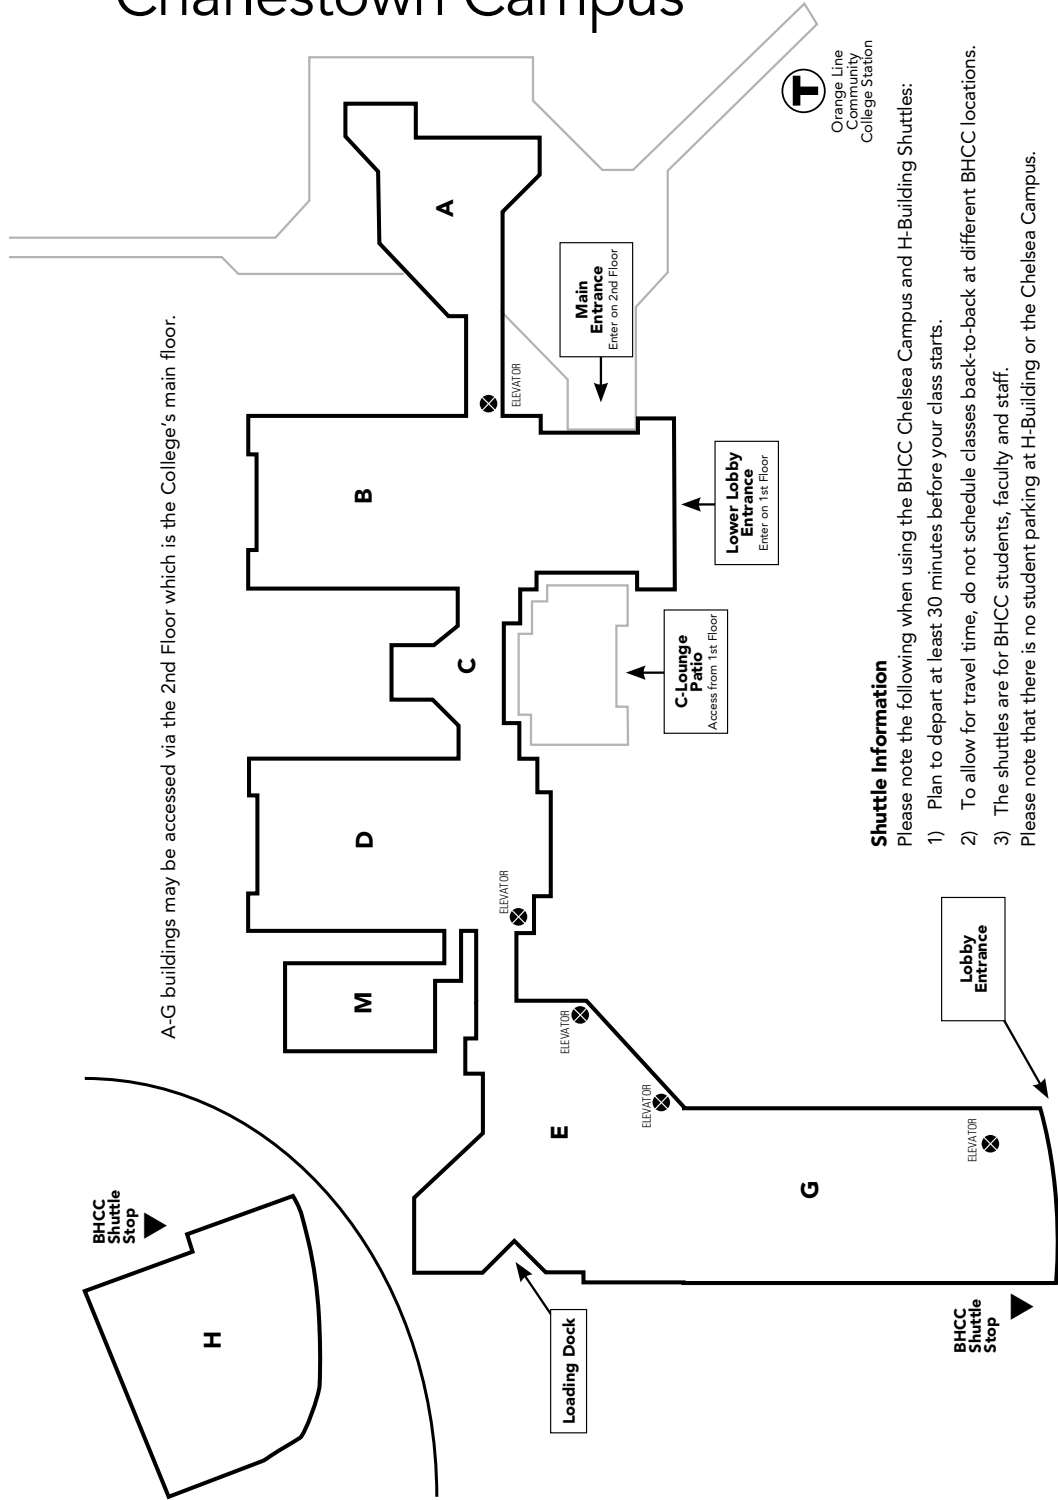 Charlestown Campus
A-G buildings may be accessed via the 2nd Floor which is the College's main floor.
Orange Line
Community
College Station
T
A
Main
Entrance
Enter on 2nd Floor
ELEVATOR
B
Lower Lobby
Entrance
Enter on 1st Floor
C
C-Lounge
Patio
Access from 1st Floor
D
ELEVATOR
M
ELEVATOR
ELEVATOR
E
G
ELEVATOR
Lobby
Entrance
BHCC
Shuttle
Stop
H
Loading Dock
BHCC
Shuttle
Stop
Shuttle Information
Please note the following when using the BHCC Chelsea Campus and H-Building Shuttles:
1) Plan to depart at least 30 minutes before your class starts.
2) To allow for travel time, do not schedule classes back-to-back at different BHCC locations.
3) The shuttles are for BHCC students, faculty and staff.
Please note that there is no student parking at H-Building or the Chelsea Campus.